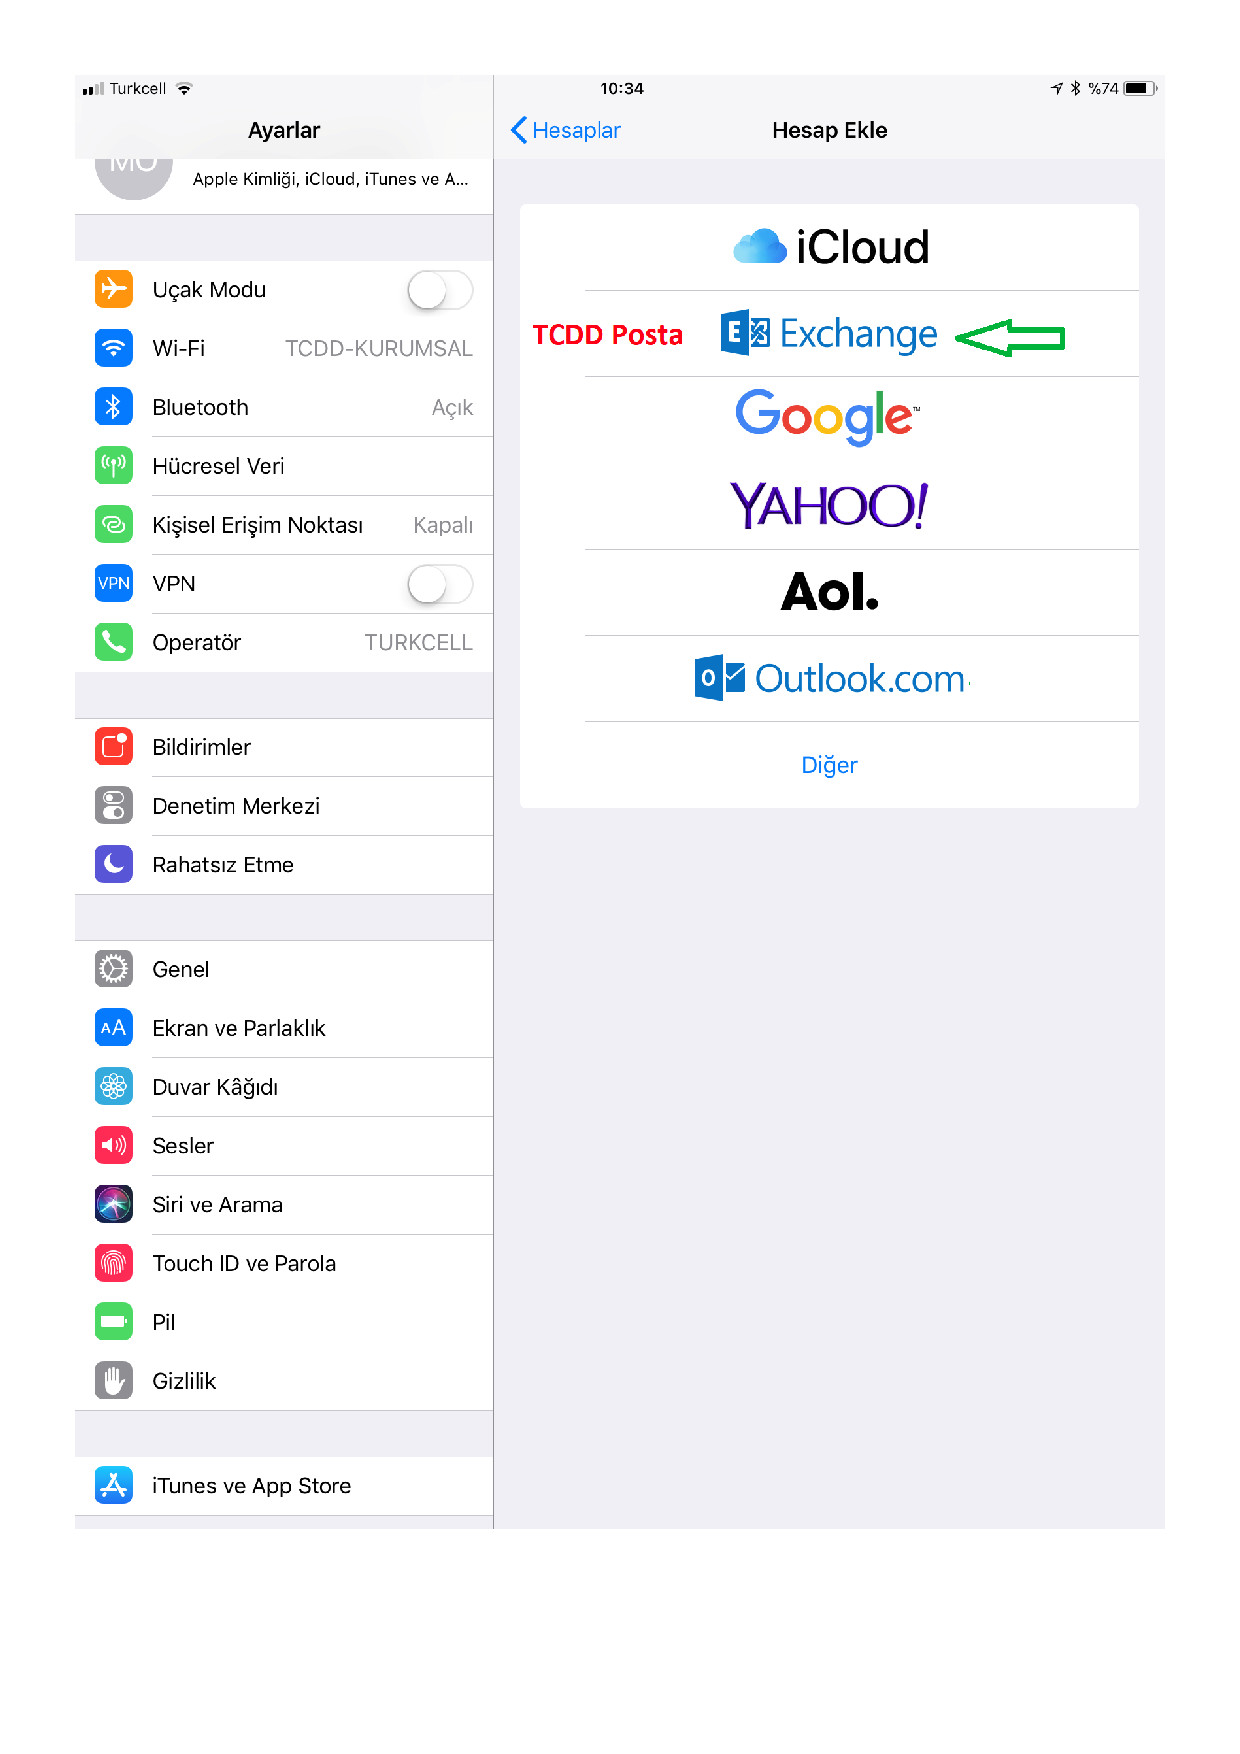 Turkcell
10:34
%74
Ayarlar
Hesaplar
Hesap Ekle
MO
Apple Kimliği, iCloud, iTunes ve A...
Uçak Modu
Wi-Fi
TCDD-KURUMSAL
Bluetooth
Açık
Hücresel Veri
Kişisel Erişim Noktası
Kapalı
VPN
VPN
Operatör
TURKCELL
Bildirimler
Denetim Merkezi
Rahatsız Etme
Genel
AA
Ekran ve Parlaklık
Duvar Kâğıdı
Sesler
Siri ve Arama
Touch ID ve Parola
Pil
Gizlilik
iTunes ve App Store
iCloud
TCDD Posta
E
Exchange
Google™
YAHOO!
Aol.
O
Outlook.com
Diğer